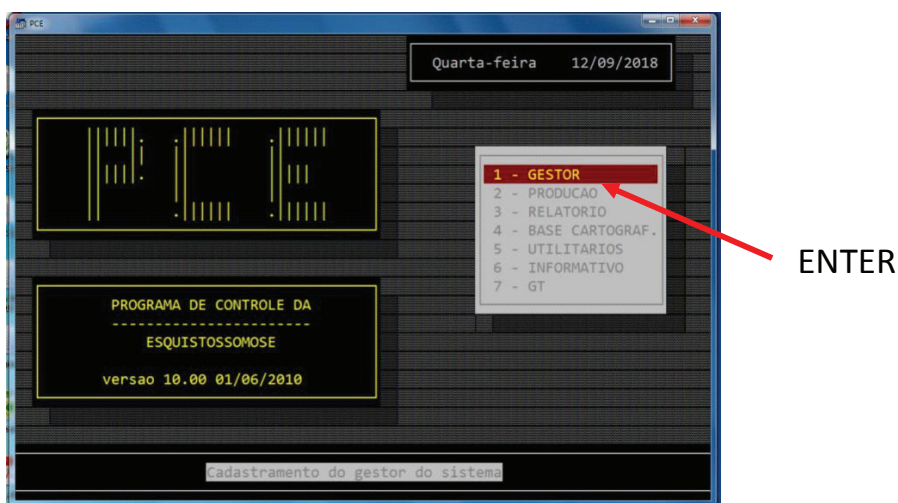 PCE
Quarta-feira 12/09/2018
PCE
1 - GESTOR
2 - PRODUCAO
3 - RELATORIO
4 - BASE CARTOGRAF.
5 - UTILITARIOS
6 - INFORMATIVO
7 - GT
ENTER
PROGRAMA DE CONTROLE DA
-----------------------
ESQUISTOSSOMOSE
versao 10.00 01/06/2010
Cadastramento do gestor do sistema